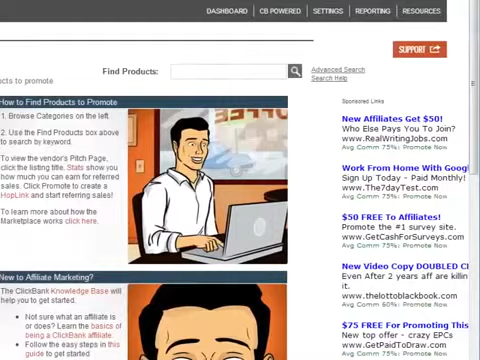 DASHBOARD CB POWERED SETTINGS REPORTING RESOURCES
SUPPORT
Find Products: Advanced Search
Search Help
cts to promote
How to Find Products to Promote
1. Browse Categories on the left.
2. Use the Find Products box above
to search by keyword.
To view the vendor's Pitch Page,
click the listing title. Stats show you
how much you can earn for referred
sales. Click Promote to create a
HopLink and start referring sales!
To learn more about how the
Marketplace works click here.
New to Affiliate Marketing?
The ClickBank Knowledge Base will
help you to get started.
Not sure what an affiliate is
or does? Learn the basics of
being a ClickBank affiliate.
Follow the easy steps in this
guide to get started
Sponsored Links
New Affiliates Get $50!
Who Else Pays You To Join?
www.RealWritingJobs.com
Avg Comm 75%: Promote Now
Work From Home With Goog
Sign Up Today - Paid Monthly!
www.The7dayTest.com
Avg Comm 75%: Promote Now
$50 FREE To Affiliates!
Promote the #1 survey site.
www.GetCashForSurveys.com
Avg Comm 75%: Promote Now
New Video Copy DOUBLED C
Even After 2 years aff are killin
it.
www.thelottoblackbook.com
Avg Comm 60%: Promote Now
$75 FREE For Promoting This
New top offer - crazy EPCs
www.GetPaidToDraw.com
Avg Comm 75%: Promote Now